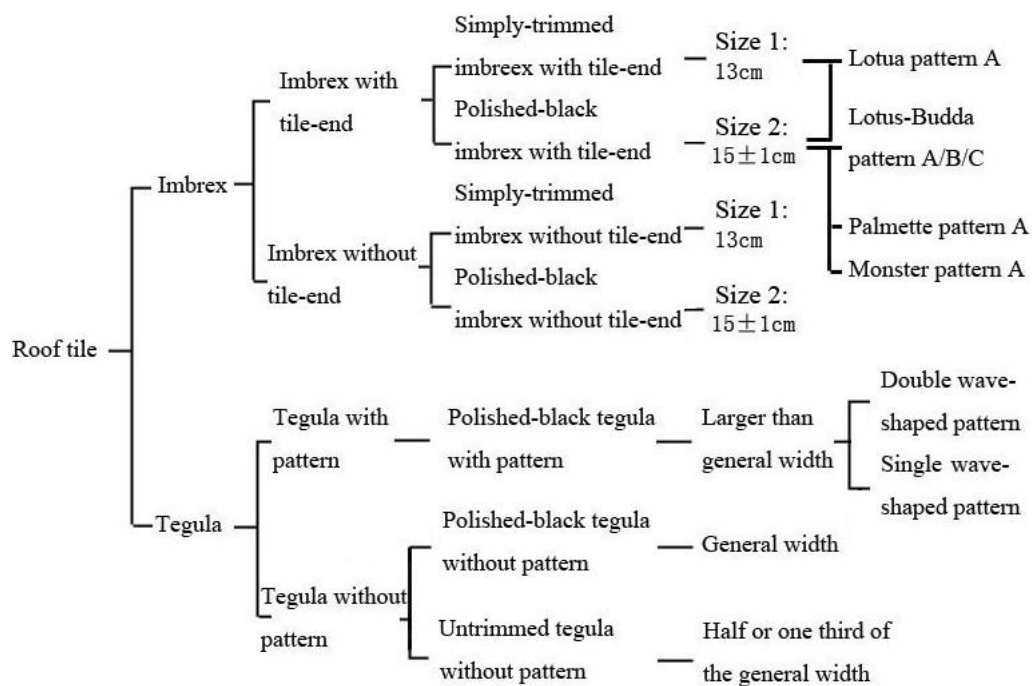 Roof tile
Imbrex
Imbrex with
tile-end
Simply-trimmed
imbreex with tile-end
Size 1:
13cm
Polished-black
imbrex with tile-end
Size 2:
15±1cm
Lotua pattern A
Lotus-Budda
pattern A/B/C
Palmette pattern A
Monster pattern A
Imbrex without
tile-end
Simply-trimmed
imbrex without tile-end
Size 1:
13cm
Polished-black
imbrex without tile-end
Size 2:
15±1cm
Tegula
Tegula with
pattern
Polished-black tegula
with pattern
Larger than
general width
Double wave-
shaped pattern
Single wave-
shaped pattern
Tegula without
pattern
Polished-black tegula
without pattern
General width
Untrimmed tegula
without pattern
Half or one third of
the general width